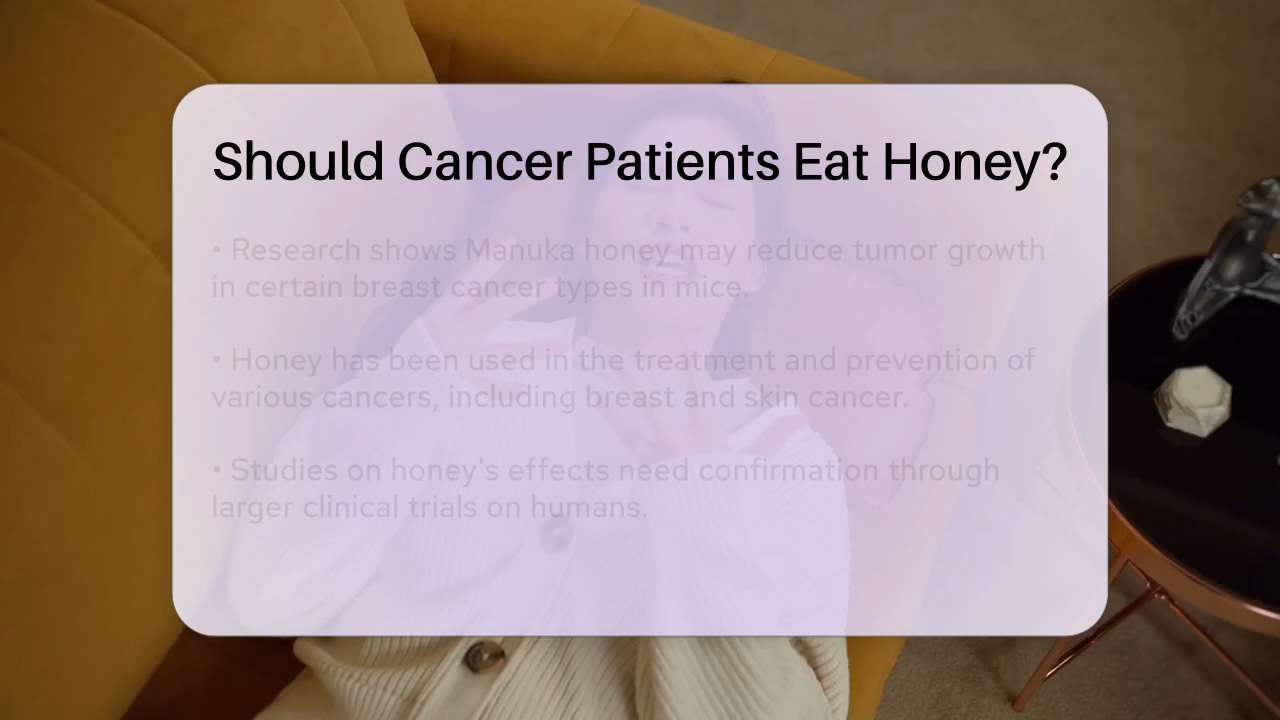 Should Cancer Patients Eat Honey?
• Research shows Manuka honey may reduce tumor growth
in certain breast cancer types in mice.
• Honey has been used in the treatment and prevention of
various cancers, including breast and skin cancer.
• Studies on honey's effects need confirmation through
larger clinical trials on humans.